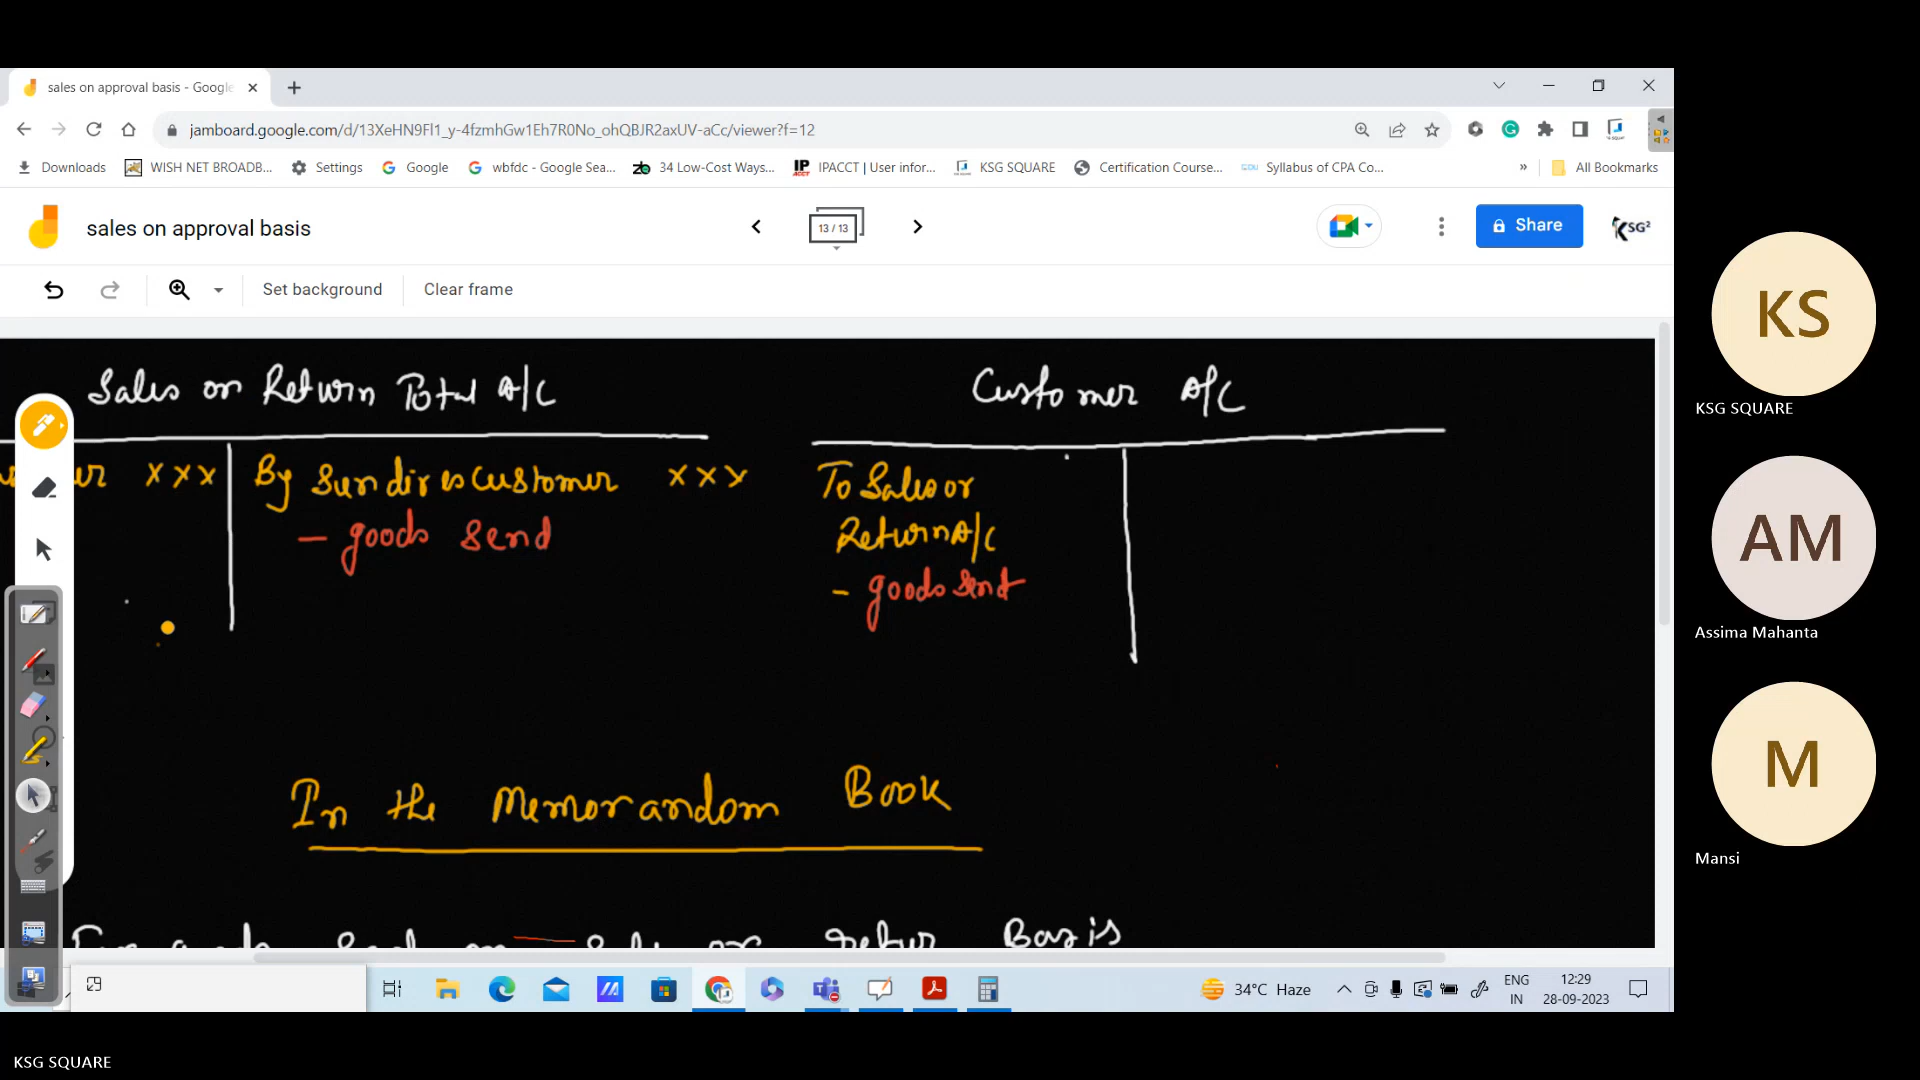 sales on approval basis - Google
jamboard.google.com/d/13XeHN9Fl1_y-4fzmhGw1Eh7R0No_ohQBJR2axUV-aCc/viewer?f=12
Downloads WISH NET BROADB... Settings Google wbfdc - Google Sea... 34 Low-Cost Ways... IPACCT | User infor... KSG SQUARE Certification Course... Syllabus of CPA Co... » All Bookmarks
sales on approval basis
13 / 13
Share
KSG²
Set background Clear frame
Sales or Return Total A/C
Customer A/C
xxx By Sundires Customer xxx
- goods send
To Sales or
Return A/C
- goods sent
In the Memorandom Book
Basis
34°C Haze
ENG
IN
12:29
28-09-2023
KS
KSG SQUARE
AM
Assima Mahanta
M
Mansi
KSG SQUARE